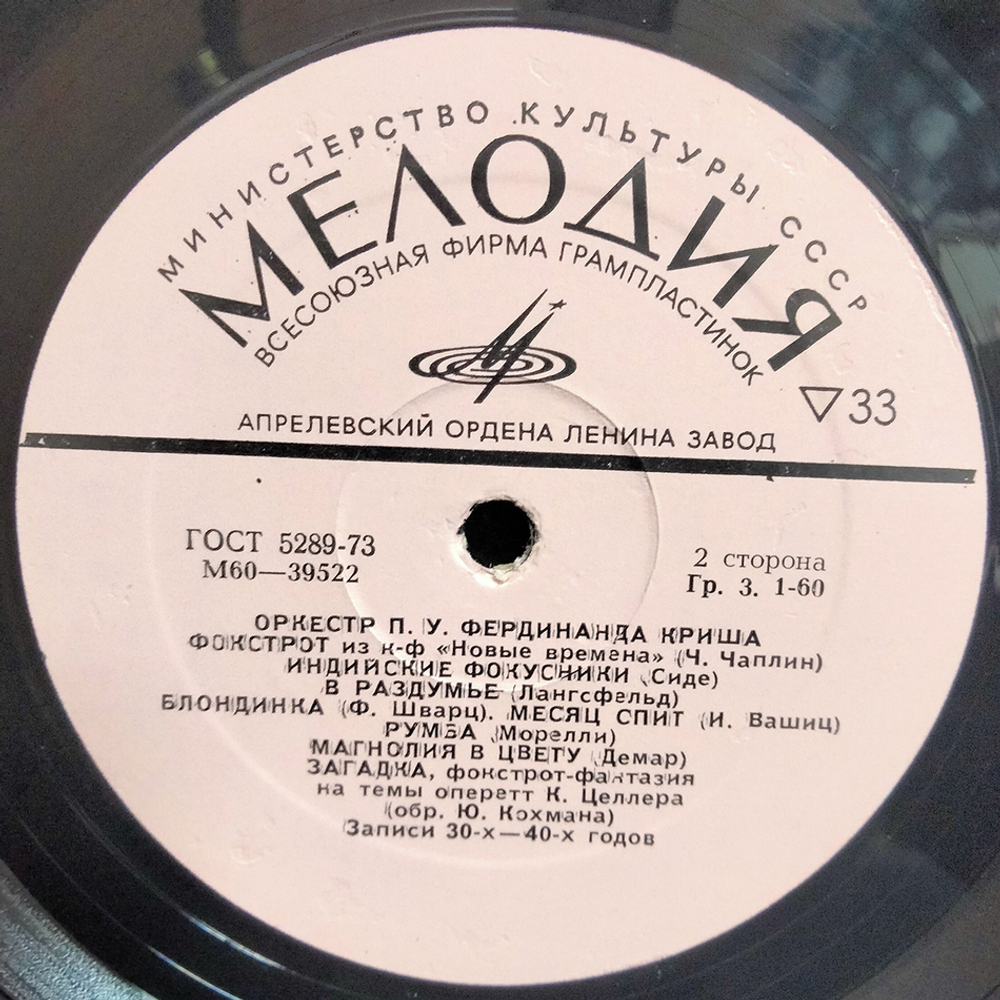 МИНИСТЕРСТВО КУЛЬТУРЫ СССР
МЕЛОДИЯ
ВСЕСОЮЗНАЯ ФИРМА ГРАМПЛАСТИНОК
▽33
АПРЕЛЕВСКИЙ ОРДЕНА ЛЕНИНА ЗАВОД
ГОСТ 5289-73
М60—39522
2 сторона
Гр. 3. 1-60
ОРКЕСТР П. У. ФЕРДИНАНДА КРИША
ФОКСТРОТ из к-ф «Новые времена» (Ч. Чаплин)
ИНДИЙСКИЕ ФОКУСНИКИ (Сиде)
В РАЗДУМЬЕ (Лангсфельд)
БЛОНДИНКА (Ф. Шварц). МЕСЯЦ СПИТ (И. Вашиц)
РУМБА (Морелли)
МАГНОЛИЯ В ЦВЕТУ (Демар)
ЗАГАДКА, фокстрот-фантазия
на темы оперетт К. Целлера
(обр. Ю. Кохмана)
Записи 30-х—40-х годов